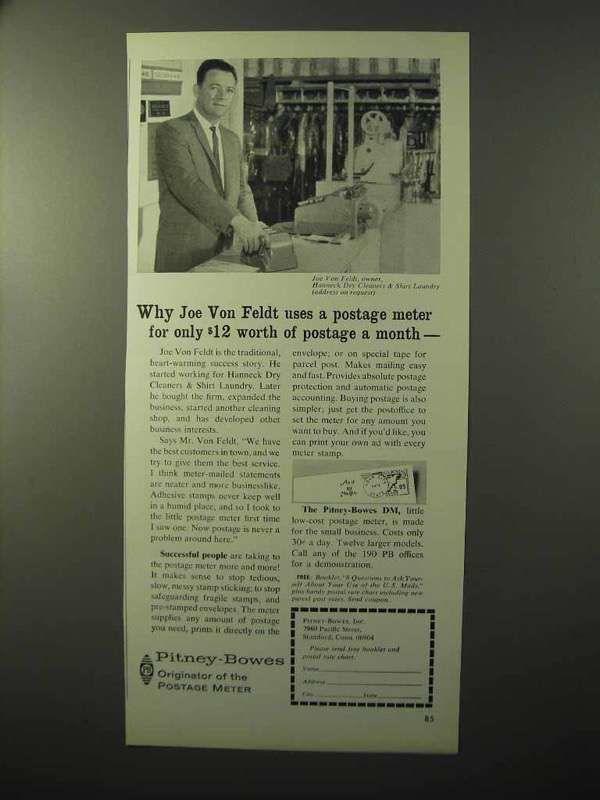 Joe Von Feldt, owner,
Hanneck Dry Cleaners & Shirt Laundry
(address on request)
Why Joe Von Feldt uses a postage meter
for only $12 worth of postage a month—
Joe Von Feldt is the traditional,
heart-warming success story. He
started working for Hanneck Dry
Cleaners & Shirt Laundry. Later
he bought the firm, expanded the
business, started another cleaning
shop, and has developed other
business interests.
Says Mr. Von Feldt, "We have
the best customers in town, and we
try to give them the best service.
I think meter-mailed statements
are neater and more businesslike.
Adhesive stamps never keep well
in a humid place, and so I took to
the little postage meter first time
I saw one. Now postage is never a
problem around here."
Successful people are taking to
the postage meter more and more!
It makes sense to stop tedious,
slow, messy stamp sticking; to stop
safeguarding fragile stamps, and
pre-stamped envelopes. The meter
supplies any amount of postage
you need, prints it directly on the
envelope; or on special tape for
parcel post. Makes mailing easy
and fast. Provides absolute postage
protection and automatic postage
accounting. Buying postage is also
simpler; just get the postoffice to
set the meter for any amount you
want to buy. And if you'd like, you
can print your own ad with every
meter stamp.
The Pitney-Bowes DM, little
low-cost postage meter, is made
for the small business. Costs only
30¢ a day. Twelve larger models.
Call any of the 190 PB offices
for a demonstration.
FREE: Booklet, "8 Questions to Ask Your-
self About Your Use of the U.S. Mails,"
plus handy postal rate chart including new
parcel post rates. Send coupon.
Pitney-Bowes, Inc.
7960 Pacific Street,
Stamford, Conn. 06904
Please send free booklet and
postal rate chart.
Name
Address
City State
PB
Pitney-Bowes
Originator of the
POSTAGE METER
85